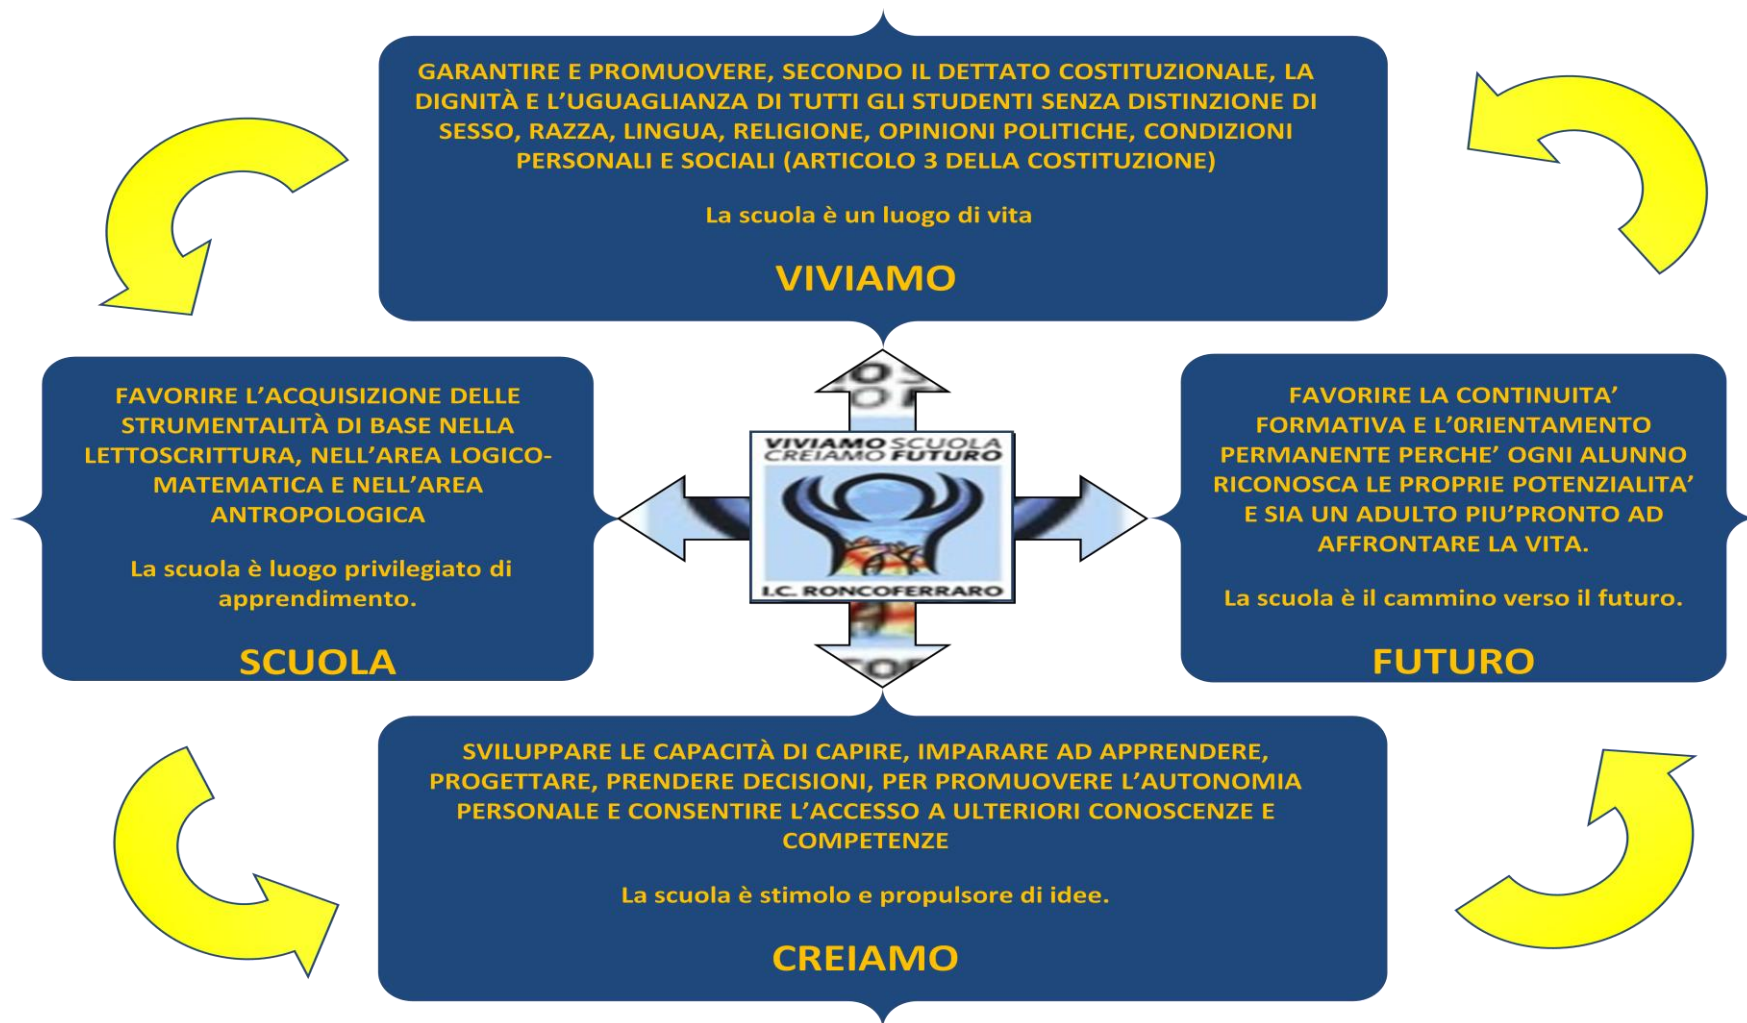 GARANTIRE E PROMUOVERE, SECONDO IL DETTATO COSTITUZIONALE, LA
DIGNITÀ E L'UGUAGLIANZA DI TUTTI GLI STUDENTI SENZA DISTINZIONE DI
SESSO, RAZZA, LINGUA, RELIGIONE, OPINIONI POLITICHE, CONDIZIONI
PERSONALI E SOCIALI (ARTICOLO 3 DELLA COSTITUZIONE)
La scuola è un luogo di vita
VIVIAMO
FAVORIRE L'ACQUISIZIONE DELLE
STRUMENTALITÀ DI BASE NELLA
LETTOSCRITTURA, NELL'AREA LOGICO-
MATEMATICA E NELL'AREA
ANTROPOLOGICA
La scuola è luogo privilegiato di
apprendimento.
SCUOLA
VIVIAMO SCUOLA
CREIAMO FUTURO
I.C. RONCOFERRARO
FAVORIRE LA CONTINUITA'
FORMATIVA E L'0RIENTAMENTO
PERMANENTE PERCHE' OGNI ALUNNO
RICONOSCA LE PROPRIE POTENZIALITA'
E SIA UN ADULTO PIU'PRONTO AD
AFFRONTARE LA VITA.
La scuola è il cammino verso il futuro.
FUTURO
SVILUPPARE LE CAPACITÀ DI CAPIRE, IMPARARE AD APPRENDERE,
PROGETTARE, PRENDERE DECISIONI, PER PROMUOVERE L'AUTONOMIA
PERSONALE E CONSENTIRE L'ACCESSO A ULTERIORI CONOSCENZE E
COMPETENZE
La scuola è stimolo e propulsore di idee.
CREIAMO